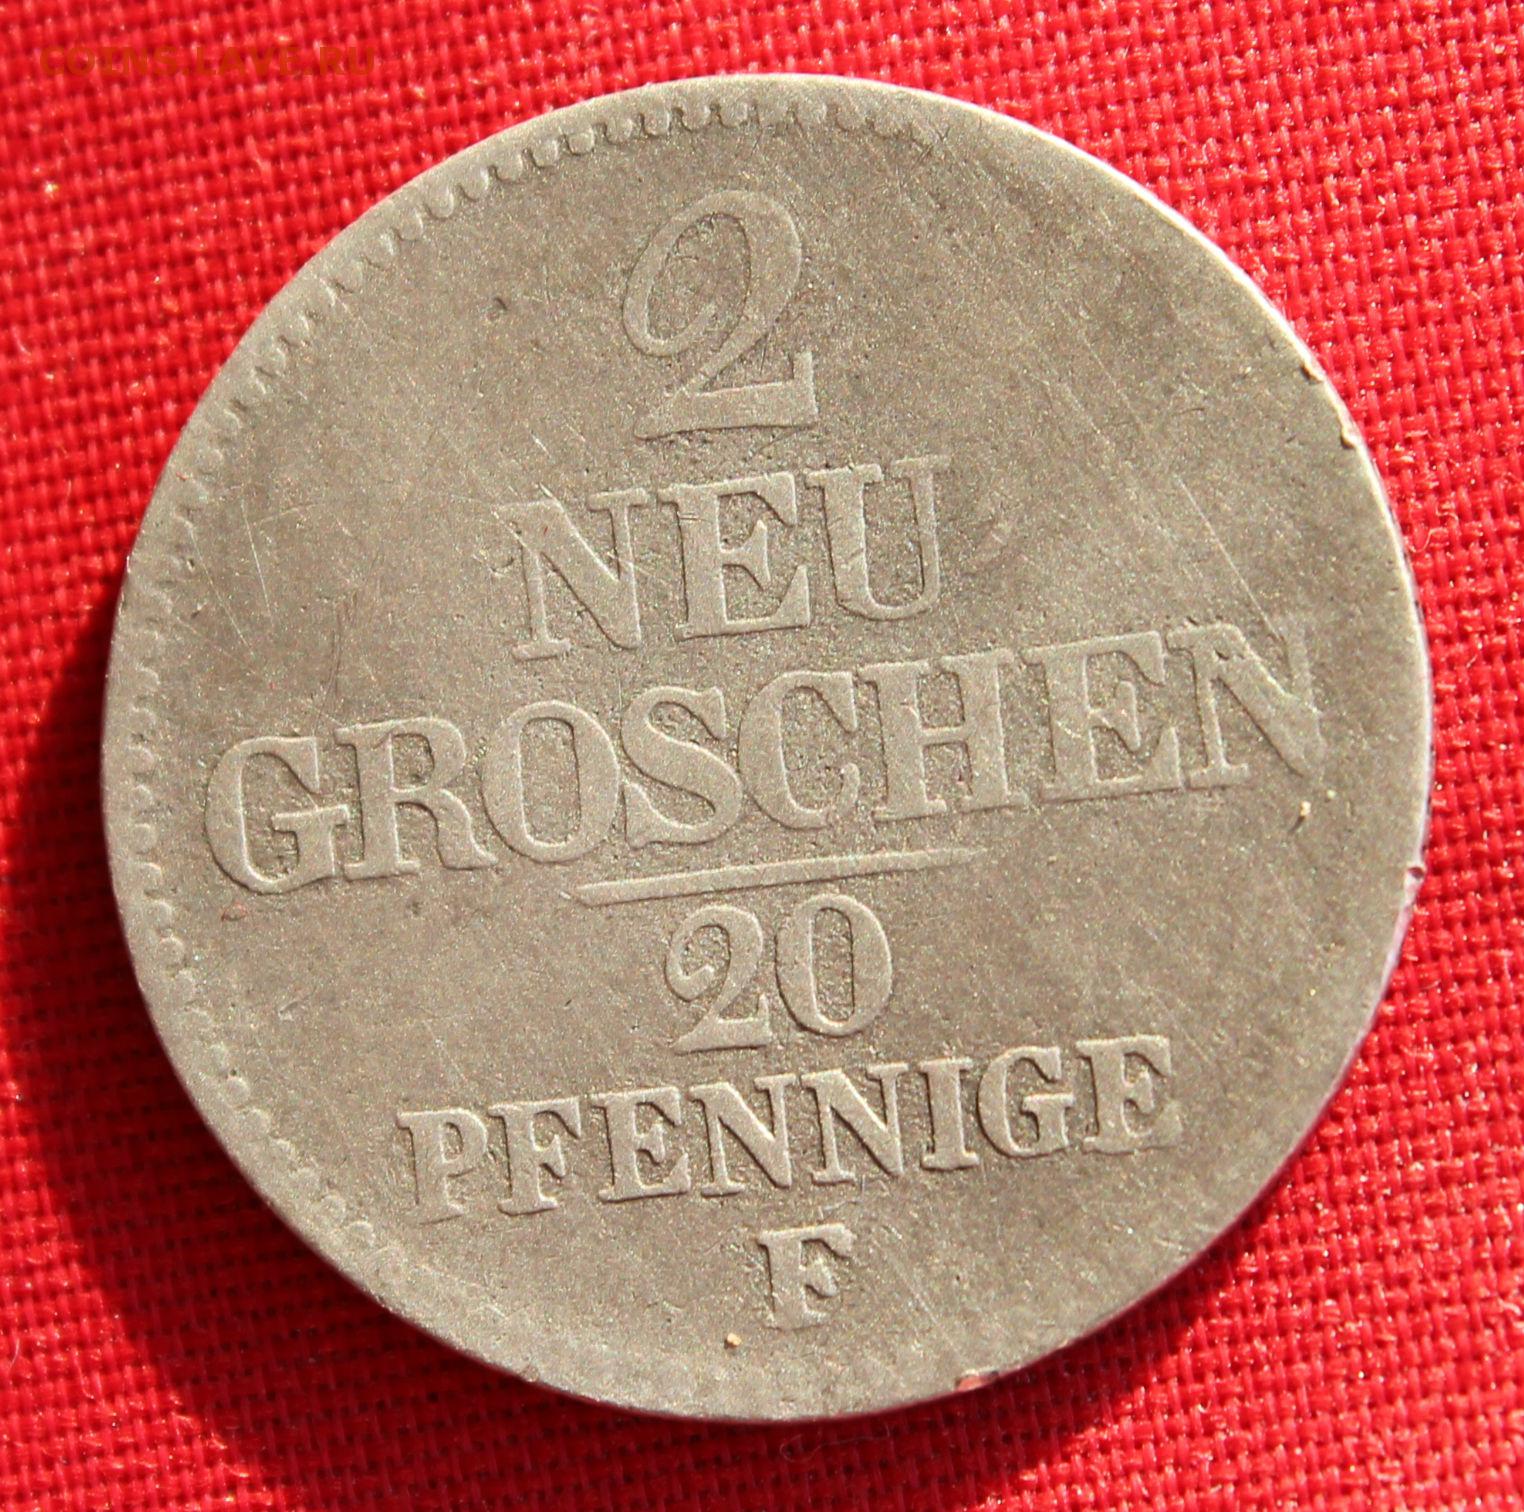 COINS.LAVE.RU
2
NEU
GROSCHEN
20
PFENNIGE
F